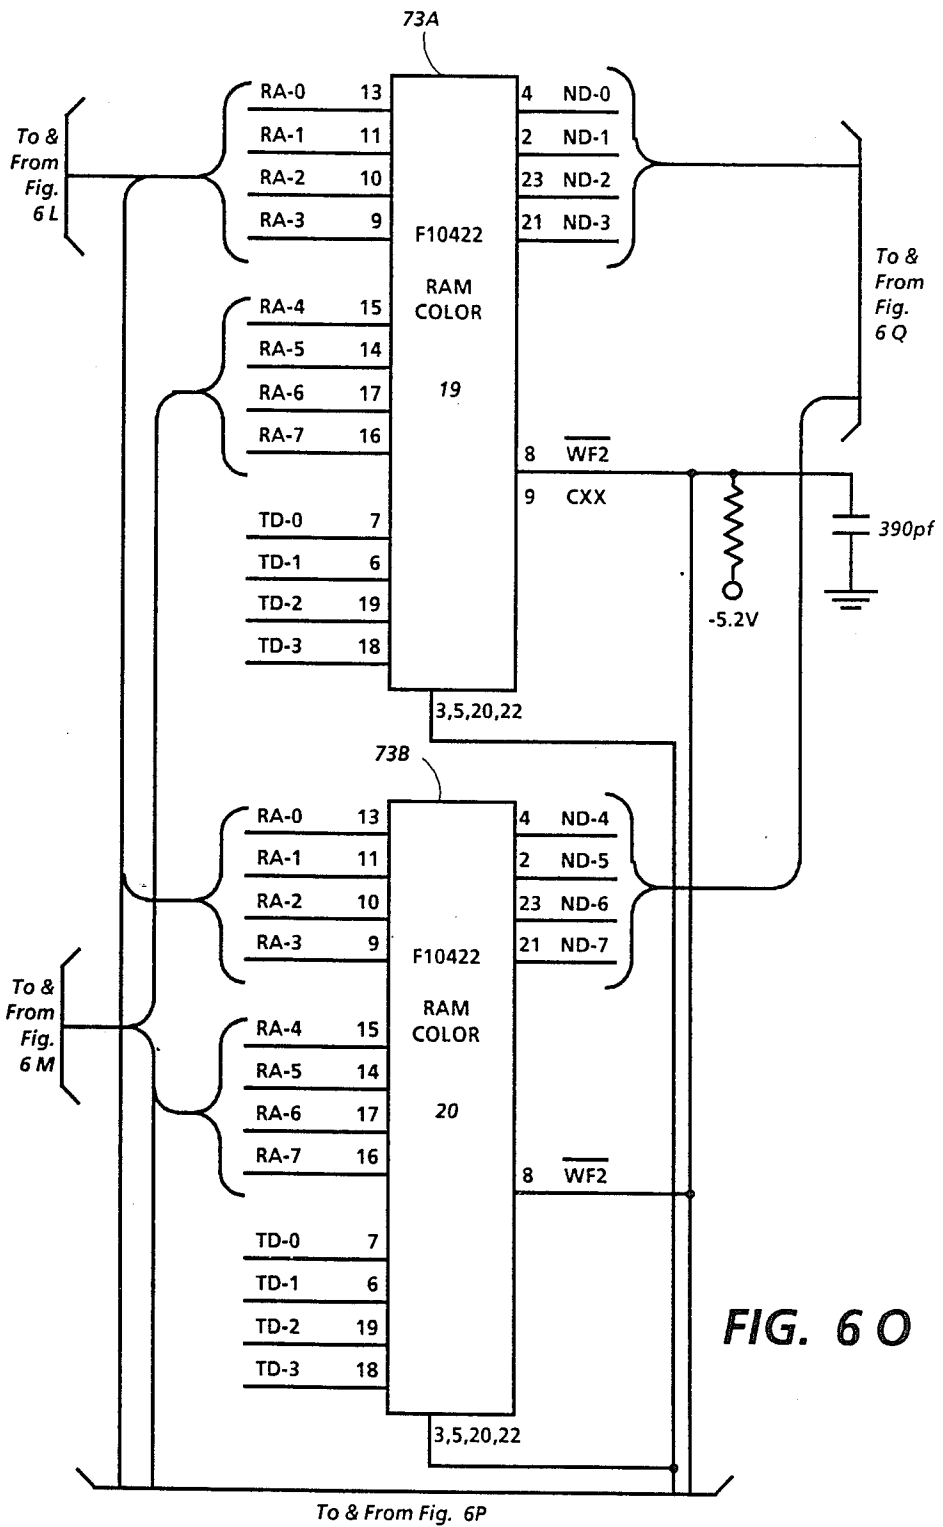 73A
RA-0 13
RA-1 11
RA-2 10
RA-3 9
RA-4 15
RA-5 14
RA-6 17
RA-7 16
TD-0 7
TD-1 6
TD-2 19
TD-3 18
To &
From
Fig.
6 L
F10422
RAM
COLOR
19
4 ND-0
2 ND-1
23 ND-2
21 ND-3
8 WF2
9 CXX
3,5,20,22
To &
From
Fig.
6 Q
390pf
-5.2V
73B
RA-0 13
RA-1 11
RA-2 10
RA-3 9
RA-4 15
RA-5 14
RA-6 17
RA-7 16
TD-0 7
TD-1 6
TD-2 19
TD-3 18
To &
From
Fig.
6 M
F10422
RAM
COLOR
20
4 ND-4
2 ND-5
23 ND-6
21 ND-7
8 WF2
3,5,20,22
FIG. 6 O
To & From Fig. 6P